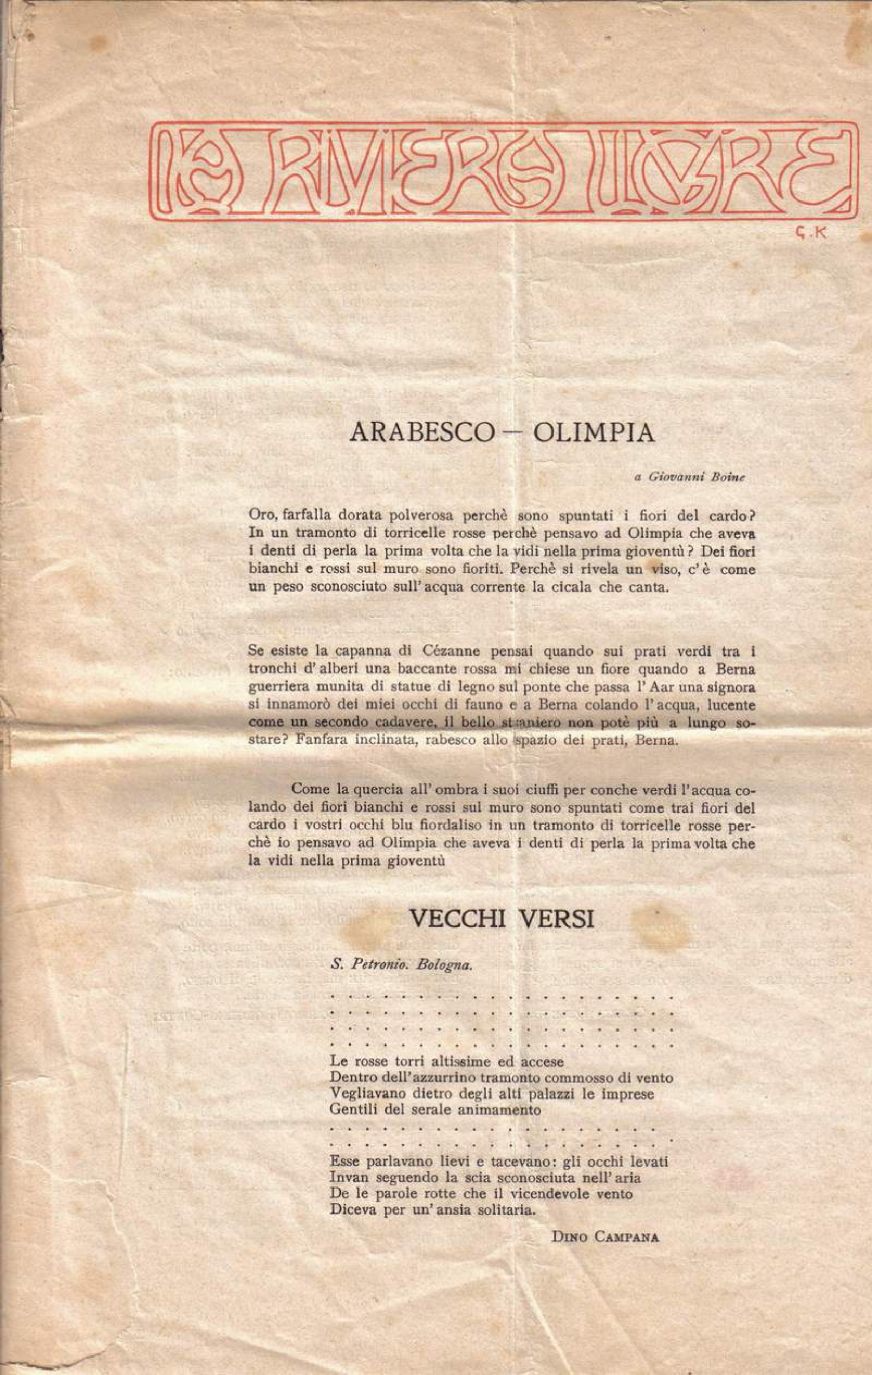 LA RIVIERA LIGVRE
G.K
ARABESCO — OLIMPIA
a Giovanni Boine
Oro, farfalla dorata polverosa perchè sono spuntati i fiori del cardo?
In un tramonto di torricelle rosse perchè pensavo ad Olimpia che aveva
i denti di perla la prima volta che la vidi nella prima gioventù? Dei fiori
bianchi e rossi sul muro sono fioriti. Perchè si rivela un viso, c'è come
un peso sconosciuto sull'acqua corrente la cicala che canta.
Se esiste la capanna di Cézanne pensai quando sui prati verdi tra i
tronchi d'alberi una baccante rossa mi chiese un fiore quando a Berna
guerriera munita di statue di legno sul ponte che passa l'Aar una signora
si innamorò dei miei occhi di fauno e a Berna colando l'acqua, lucente
come un secondo cadavere, il bello straniero non potè più a lungo so-
stare? Fanfara inclinata, rabesco allo spazio dei prati, Berna.
Come la quercia all'ombra i suoi ciuffi per conche verdi l'acqua co-
lando dei fiori bianchi e rossi sul muro sono spuntati come trai fiori del
cardo i vostri occhi blu fiordaliso in un tramonto di torricelle rosse per-
chè io pensavo ad Olimpia che aveva i denti di perla la prima volta che
la vidi nella prima gioventù
VECCHI VERSI
S. Petronio. Bologna.
. . . . . . . . . . . . . . . . . . . .
. . . . . . . . . . . . . . . . . . . .
. . . . . . . . . . . . . . . . . . . .
. . . . . . . . . . . . . . . . . . . .
Le rosse torri altissime ed accese
Dentro dell'azzurrino tramonto commosso di vento
Vegliavano dietro degli alti palazzi le imprese
Gentili del serale animamento
. . . . . . . . . . . . . . . . . . .
. . . . . . . . . . . . . . . . . . . .
Esse parlavano lievi e tacevano: gli occhi levati
Invan seguendo la scia sconosciuta nell'aria
De le parole rotte che il vicendevole vento
Diceva per un'ansia solitaria.
DINO CAMPANA